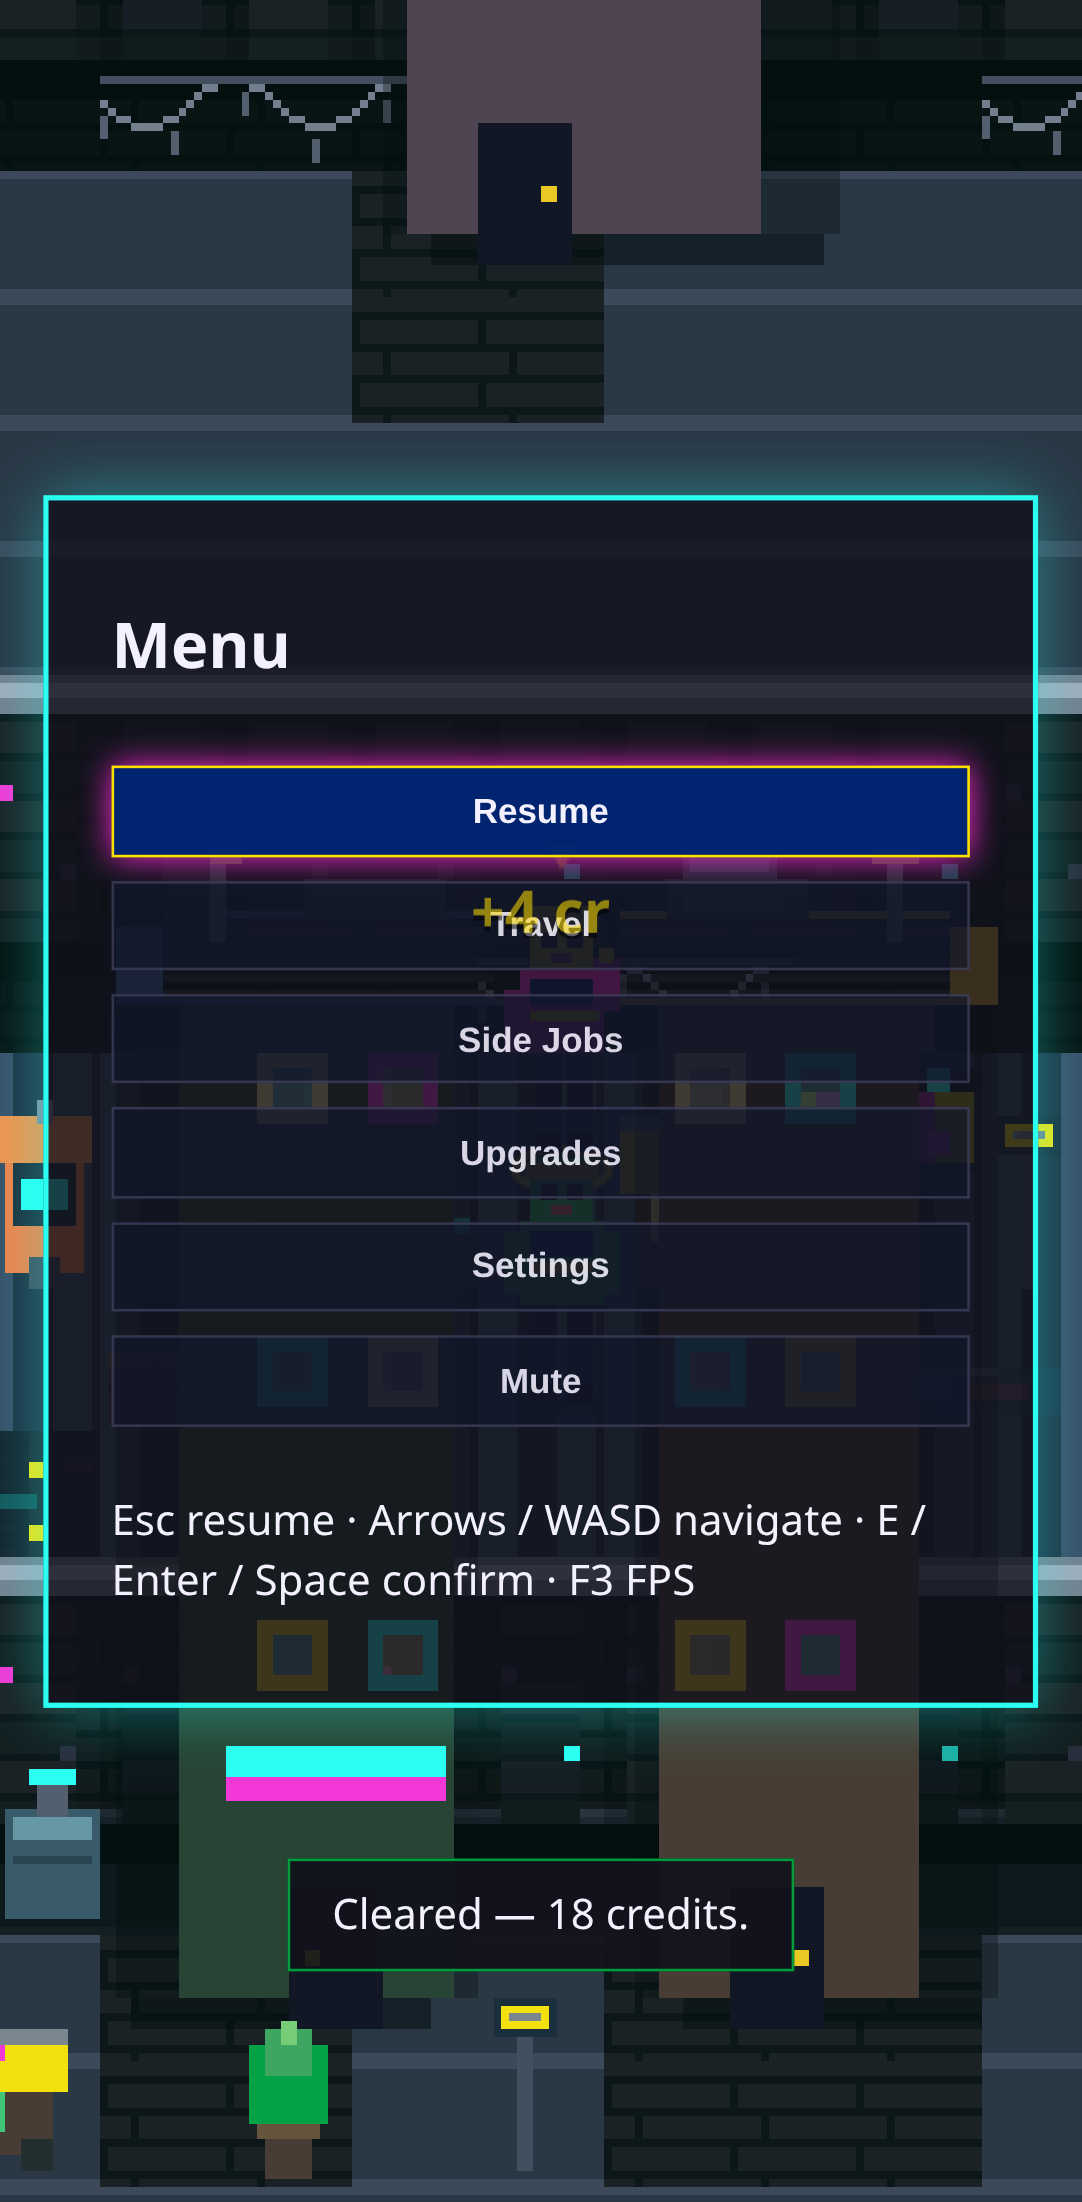 Menu
Resume
+4 cr
Travel
Side Jobs
Upgrades
Settings
Mute
Esc resume · Arrows / WASD navigate · E /
Enter / Space confirm · F3 FPS
Cleared — 18 credits.